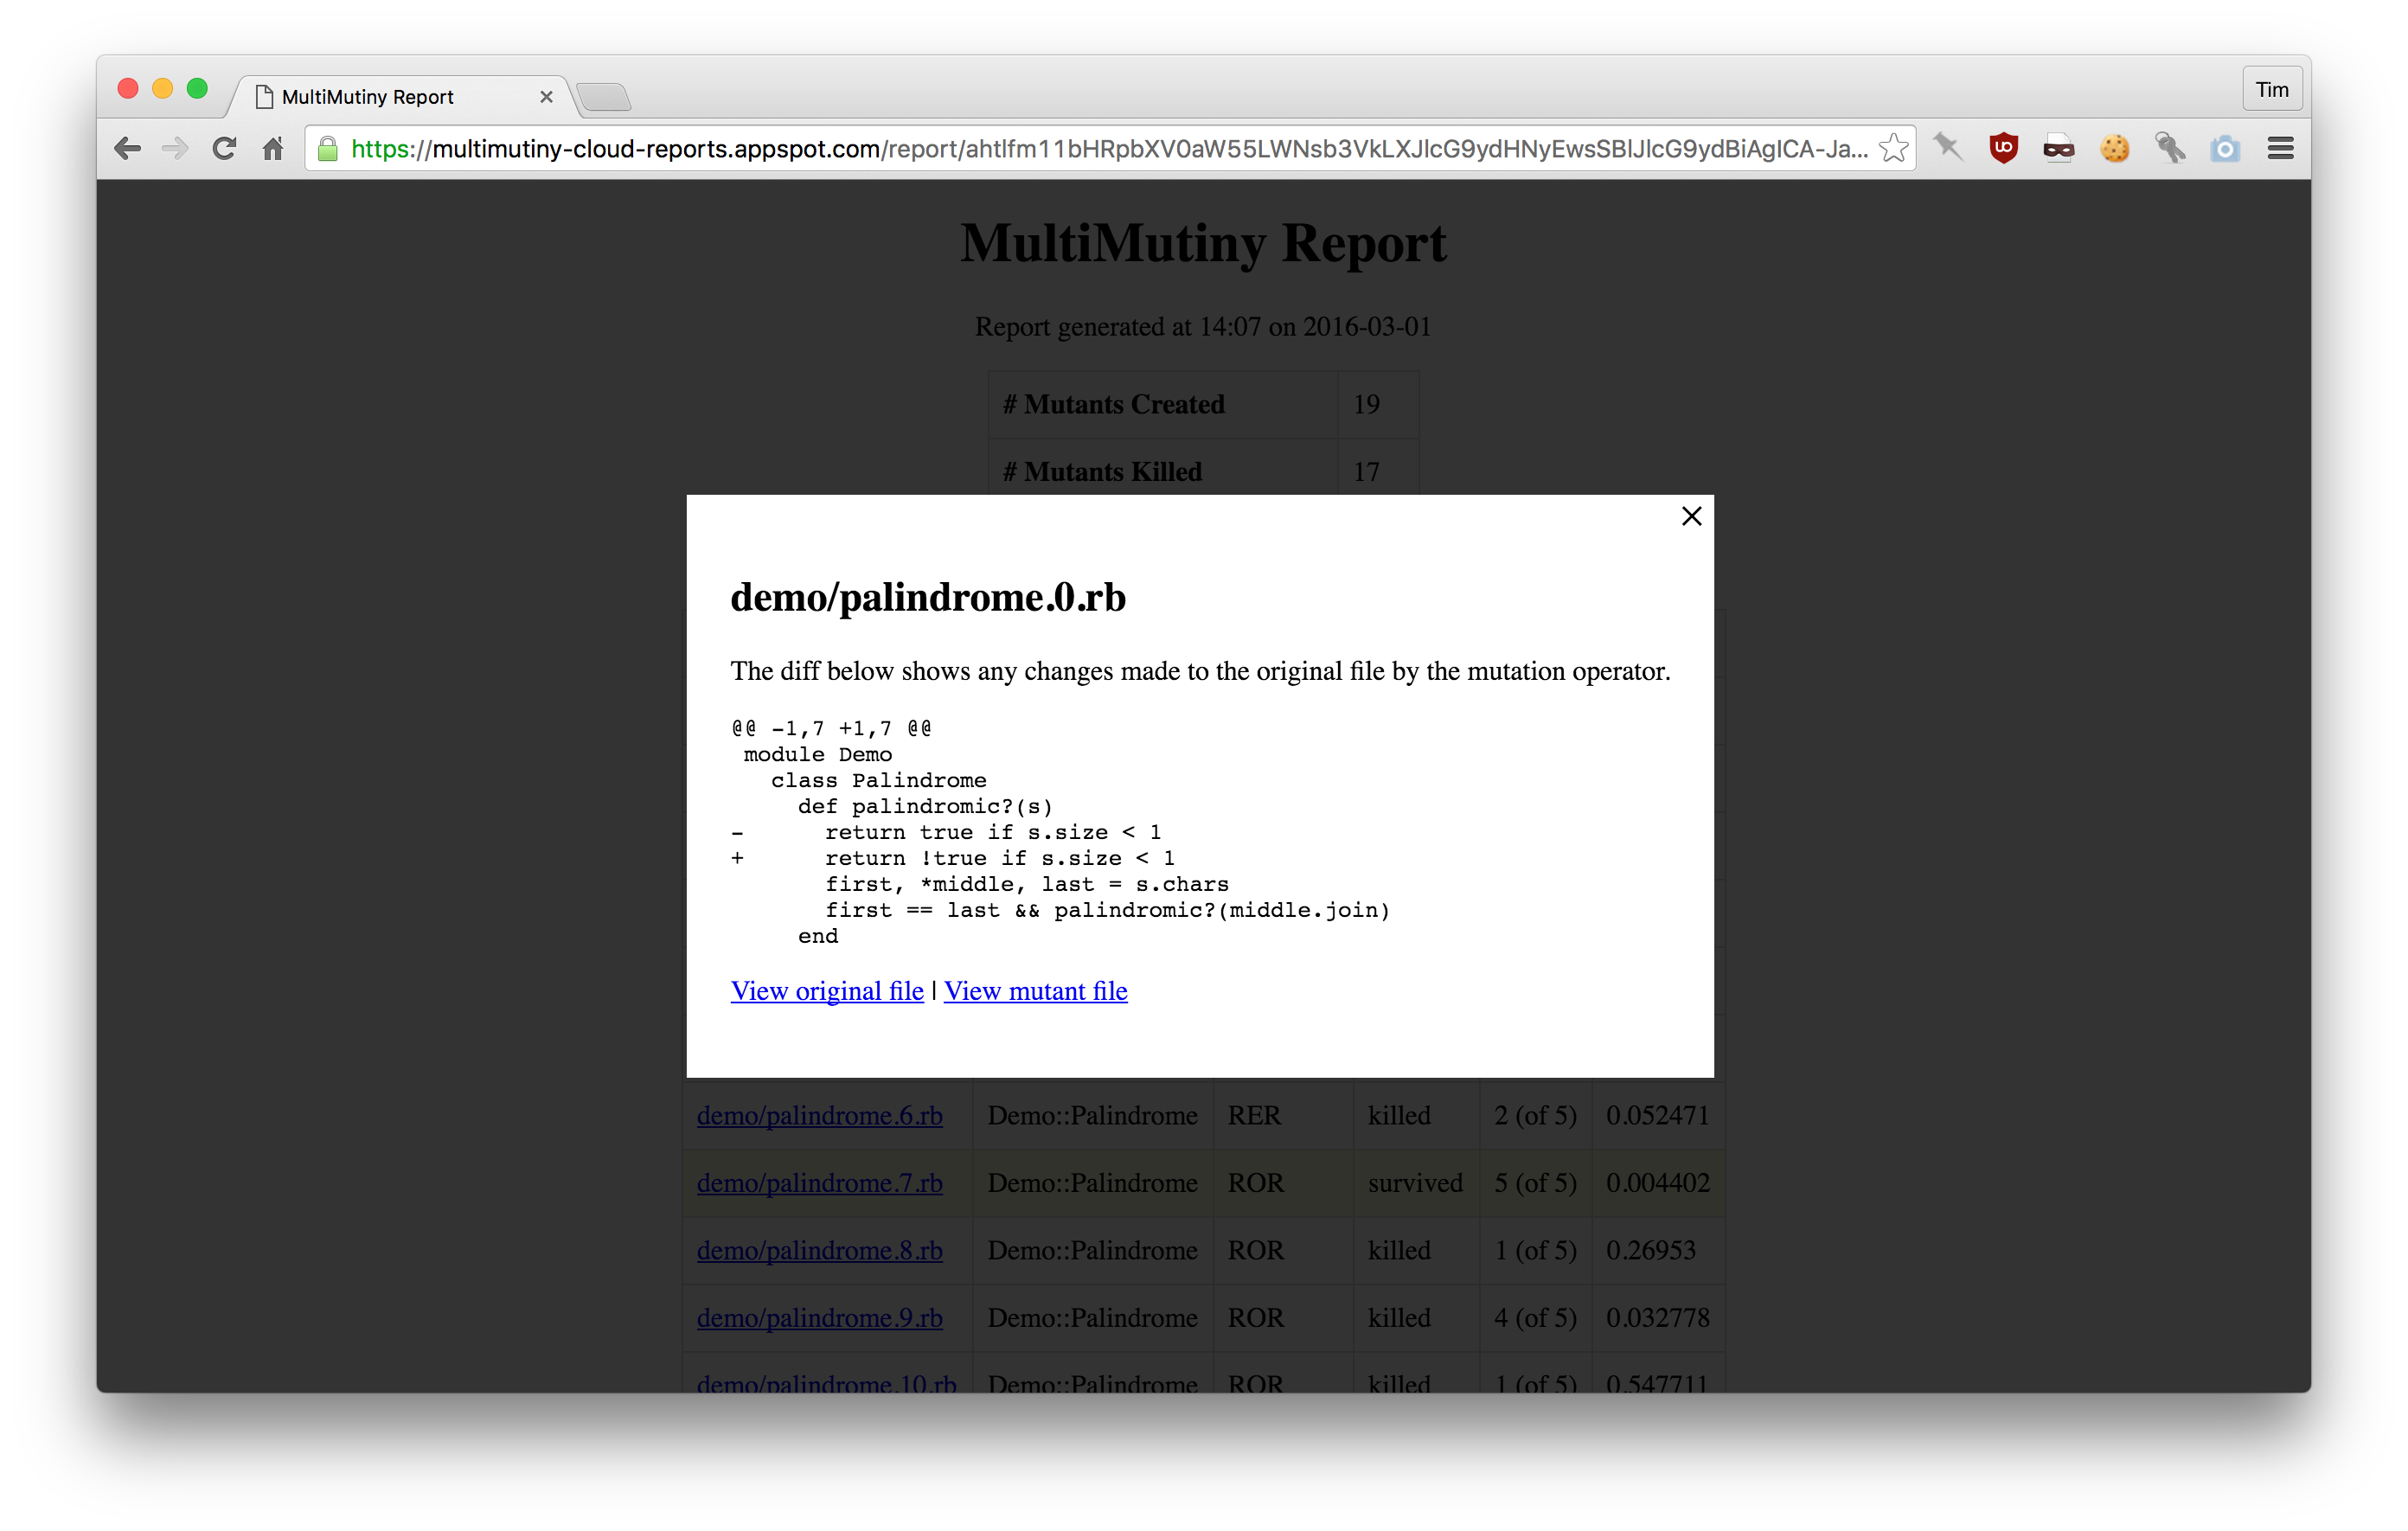 MultiMutiny Report
Tim
https://multimutiny-cloud-reports.appspot.com/report/ahtlfm11bHRpbXV0aW55LWNsb3VkLXJlcG9ydHNyEwsSBlJlcG9ydBiAgICA-Ja...
MultiMutiny Report
Report generated at 14:07 on 2016-03-01
# Mutants Created 19
# Mutants Killed 17
demo/palindrome.0.rb
The diff below shows any changes made to the original file by the mutation operator.
@@ -1,7 +1,7 @@
 module Demo
   class Palindrome
     def palindromic?(s)
-      return true if s.size < 1
+      return !true if s.size < 1
       first, *middle, last = s.chars
       first == last && palindromic?(middle.join)
     end
View original file | View mutant file
demo/palindrome.6.rb Demo::Palindrome RER killed 2 (of 5) 0.052471
demo/palindrome.7.rb Demo::Palindrome ROR survived 5 (of 5) 0.004402
demo/palindrome.8.rb Demo::Palindrome ROR killed 1 (of 5) 0.26953
demo/palindrome.9.rb Demo::Palindrome ROR killed 4 (of 5) 0.032778
demo/palindrome.10.rb Demo::Palindrome ROR killed 1 (of 5) 0.547711